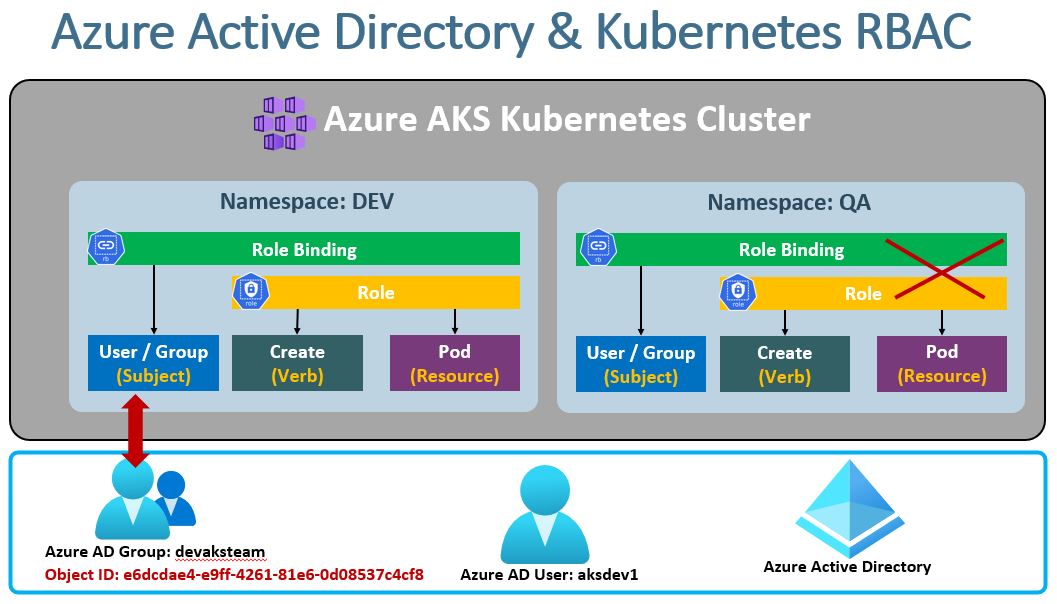 Azure Active Directory & Kubernetes RBAC
Azure AKS Kubernetes Cluster
Namespace: DEV
rb
Role Binding
role
Role
User / Group
(Subject)
Create
(Verb)
Pod
(Resource)
Namespace: QA
rb
Role Binding
role
Role
User / Group
(Subject)
Create
(Verb)
Pod
(Resource)
Azure AD Group: devaksteam
Object ID: e6dcdae4-e9ff-4261-81e6-0d08537c4cf8
Azure AD User: aksdev1
Azure Active Directory